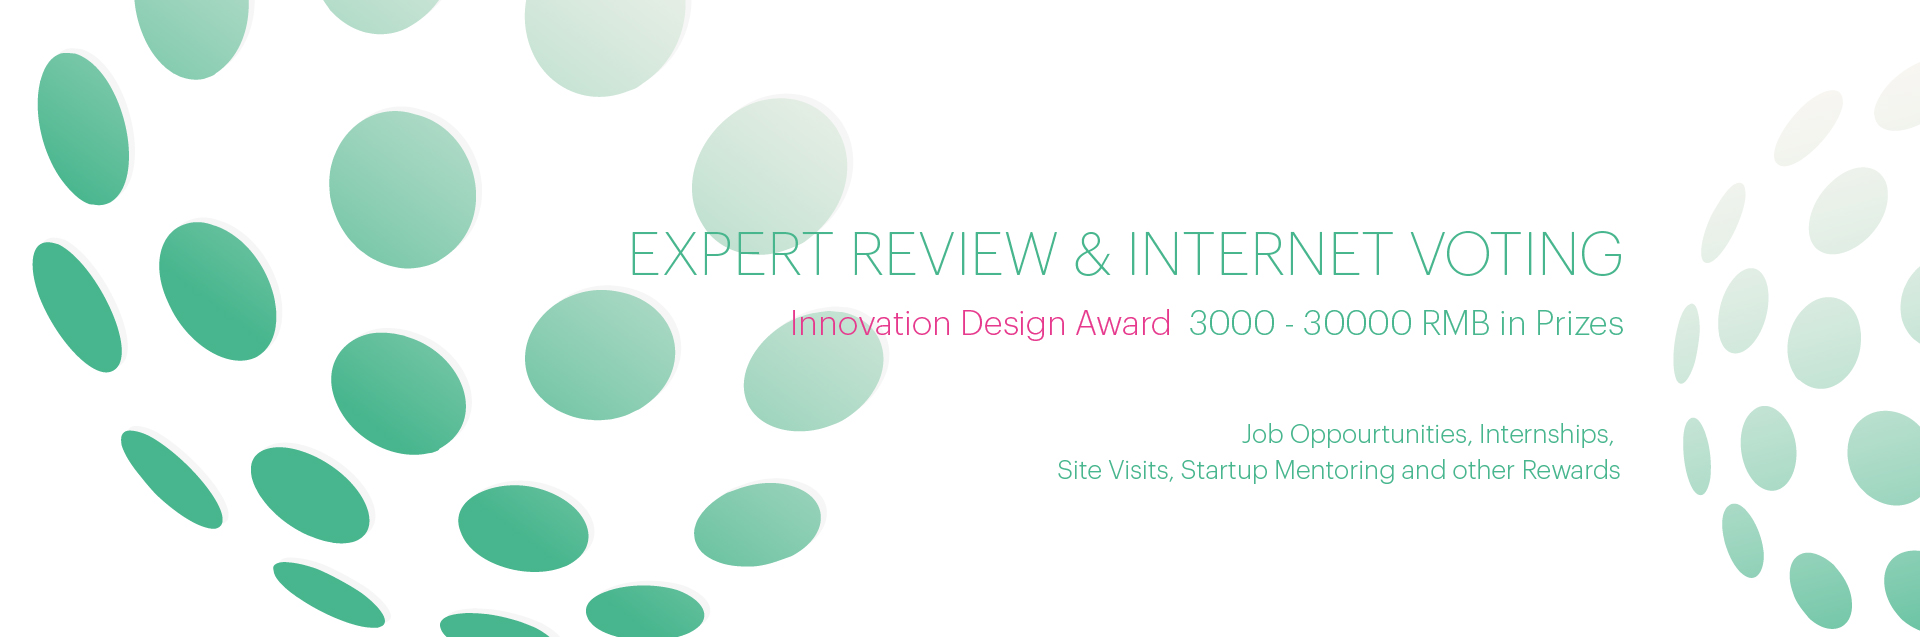 EXPERT REVIEW & INTERNET VOTING
Innovation Design Award 3000 - 30000 RMB in Prizes
Job Oppourtunities, Internships,
Site Visits, Startup Mentoring and other Rewards